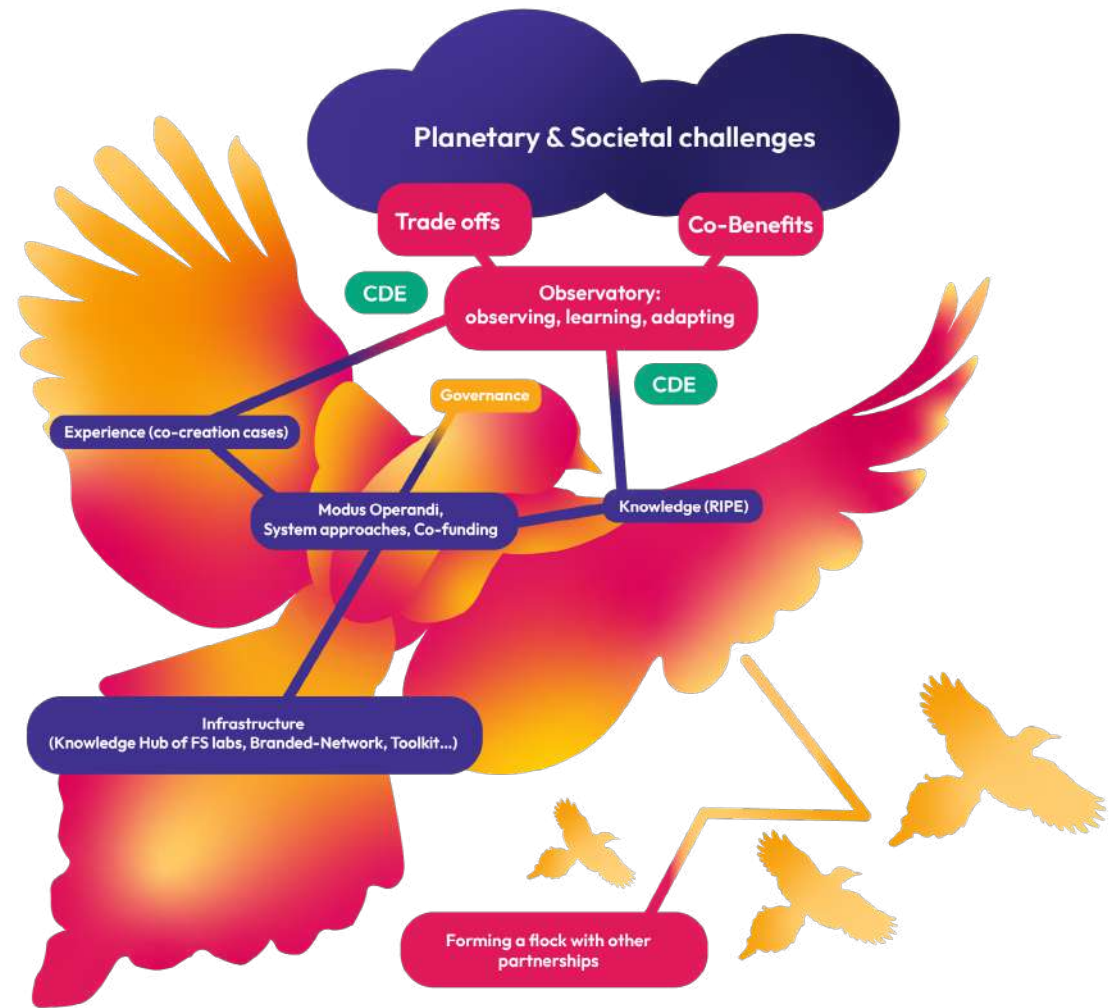 Planetary & Societal challenges
Trade offs
Co-Benefits
CDE
Observatory:
observing, learning, adapting
CDE
Governance
Experience (co-creation cases)
Modus Operandi,
System approaches, Co-funding
Knowledge (RIPE)
Infrastructure
(Knowledge Hub of FS labs, Branded-Network, Toolkit...)
Forming a flock with other
partnerships